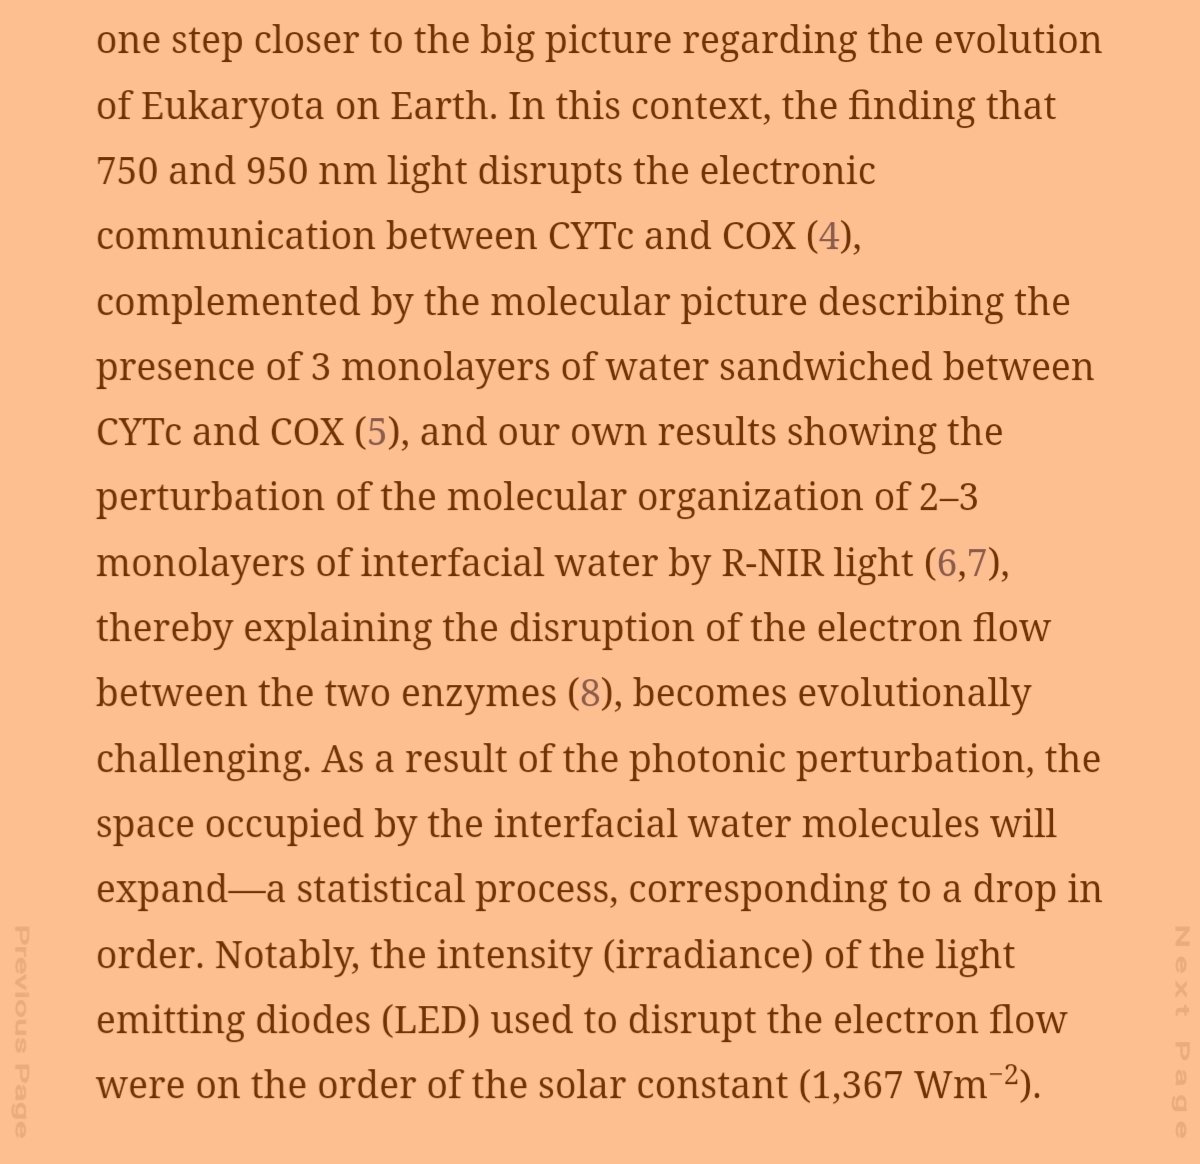 one step closer to the big picture regarding the evolution
of Eukaryota on Earth. In this context, the finding that
750 and 950 nm light disrupts the electronic
communication between CYTc and COX (4),
complemented by the molecular picture describing the
presence of 3 monolayers of water sandwiched between
CYTc and COX (5), and our own results showing the
perturbation of the molecular organization of 2–3
monolayers of interfacial water by R-NIR light (6,7),
thereby explaining the disruption of the electron flow
between the two enzymes (8), becomes evolutionally
challenging. As a result of the photonic perturbation, the
space occupied by the interfacial water molecules will
expand—a statistical process, corresponding to a drop in
order. Notably, the intensity (irradiance) of the light
emitting diodes (LED) used to disrupt the electron flow
were on the order of the solar constant (1,367 Wm⁻²).
Previous Page
Next Page